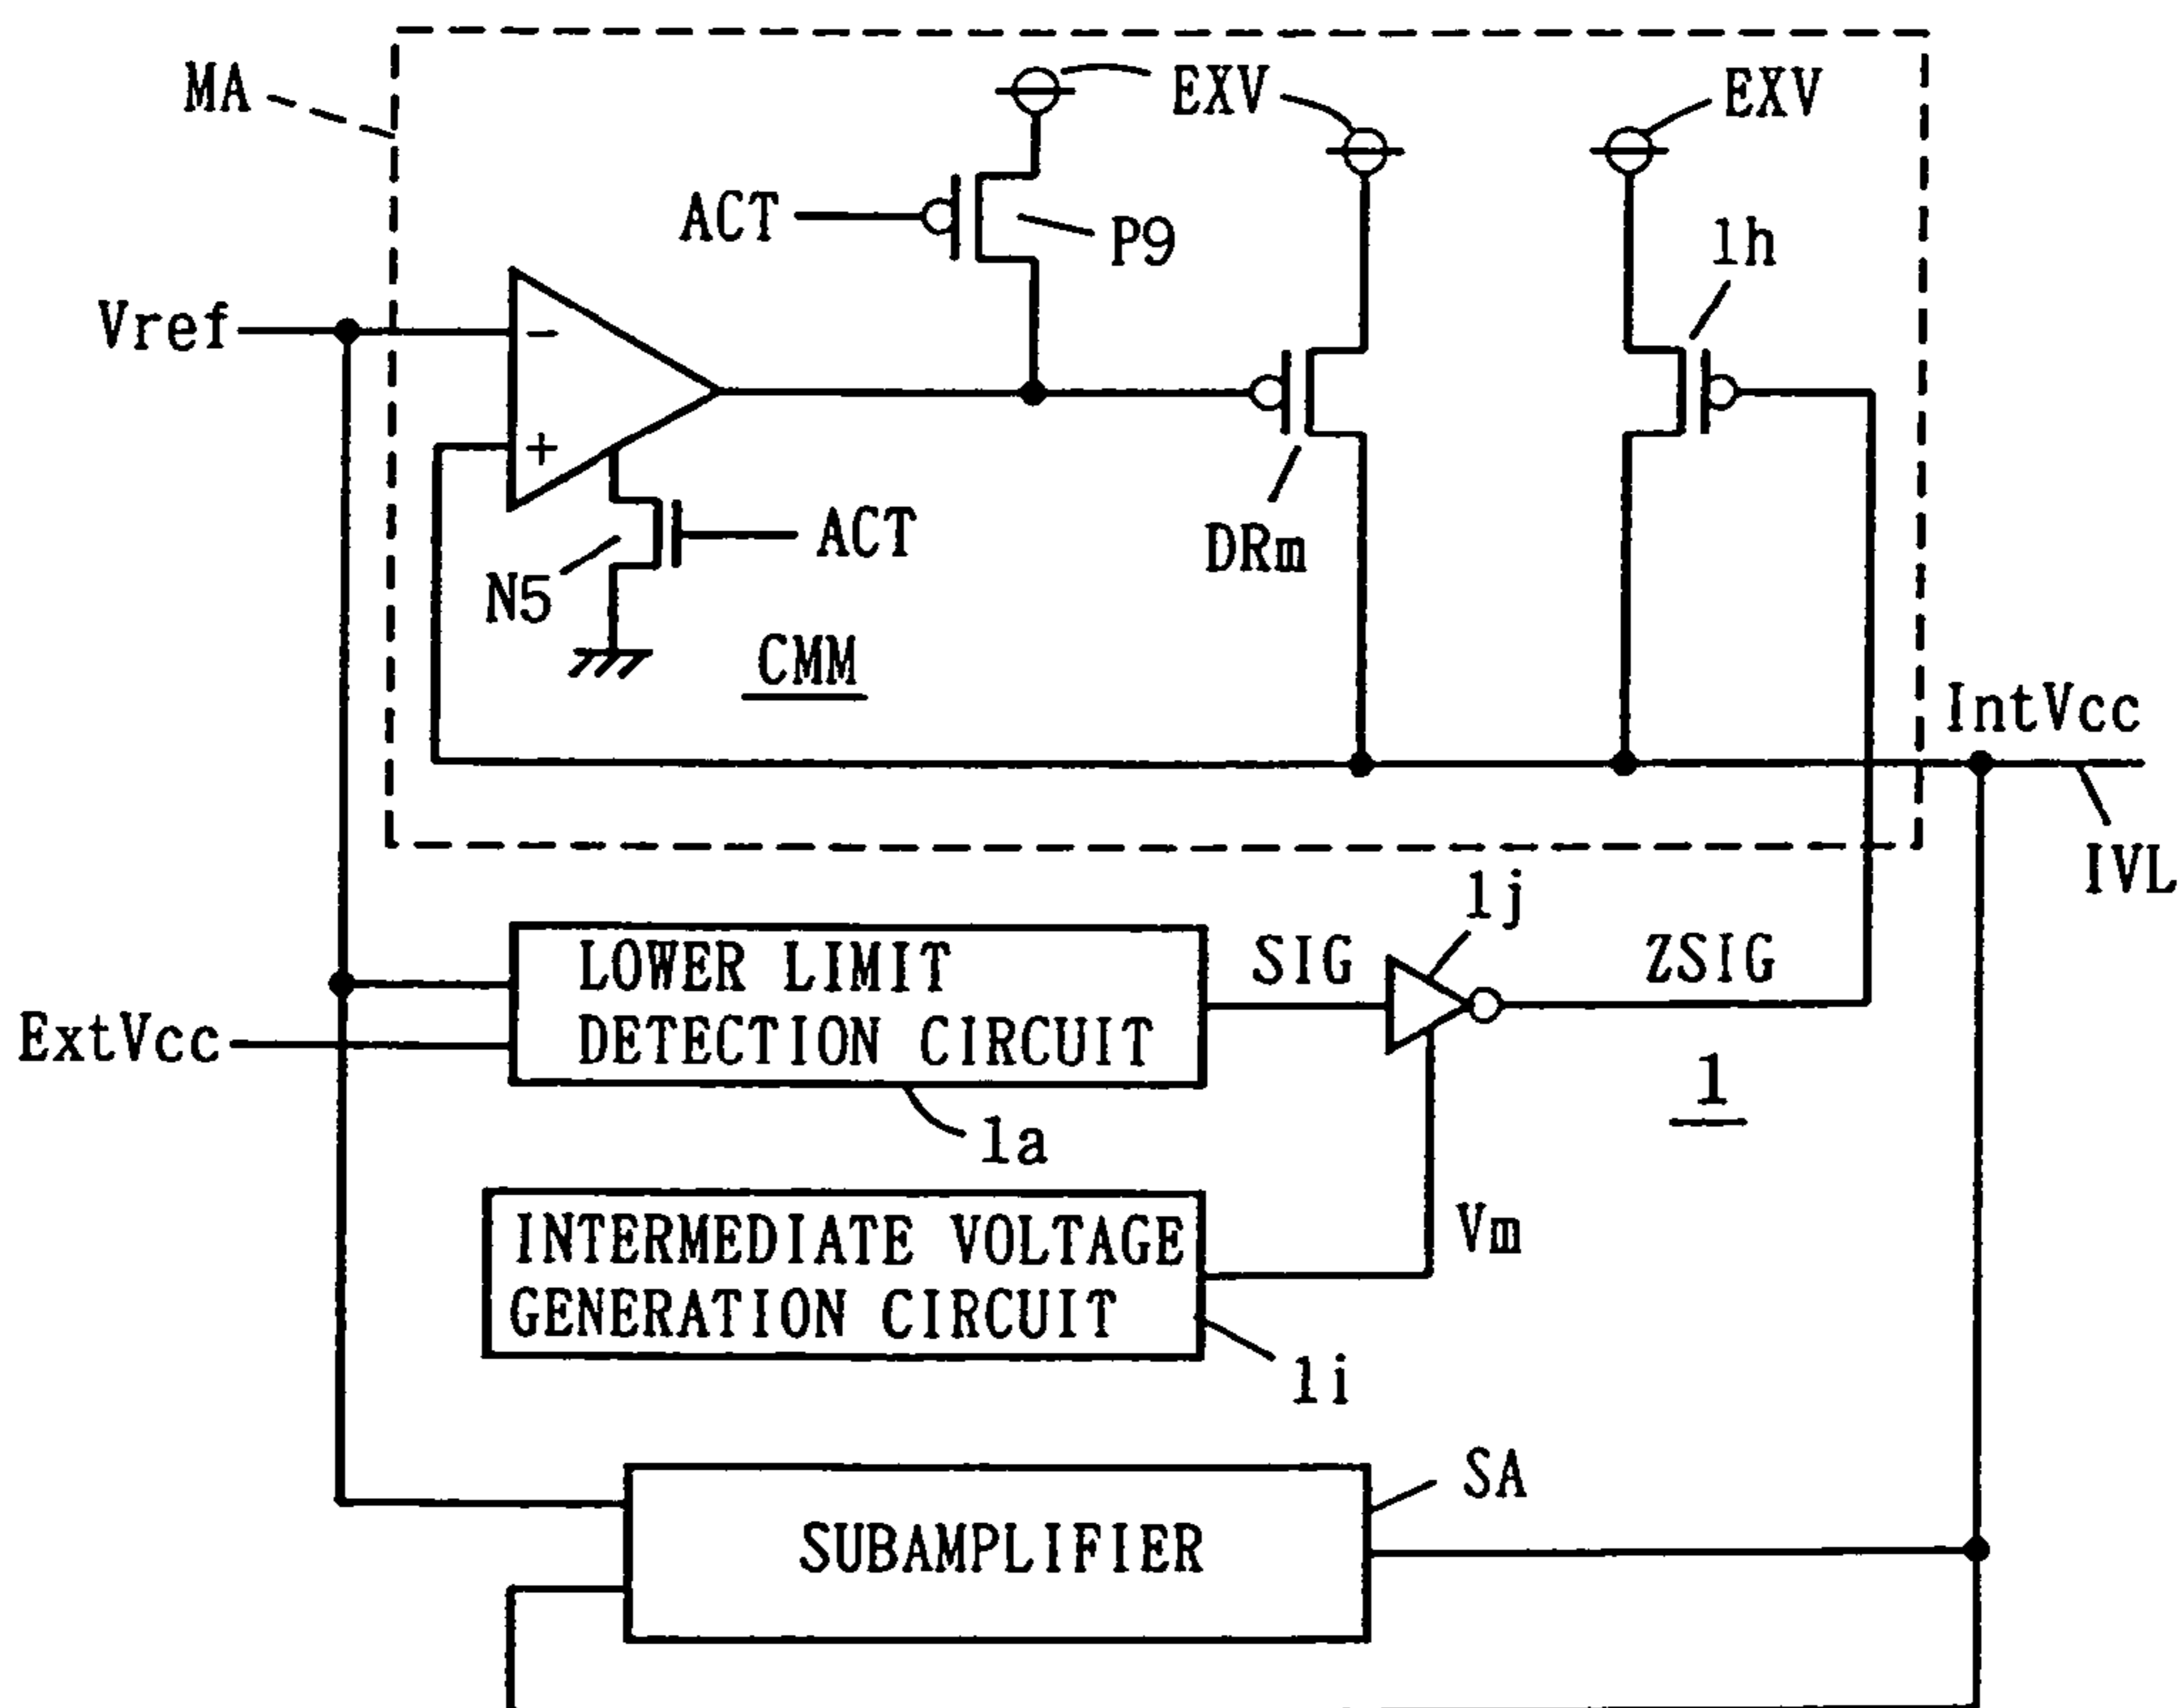 MA
EXV
EXV
ACT
P9
1h
Vref
−
+
ACT
N5
DRm
CMM
IntVcc
IVL
1j
LOWER LIMIT
DETECTION CIRCUIT
SIG
ZSIG
ExtVcc
1
1a
INTERMEDIATE VOLTAGE
GENERATION CIRCUIT
Vm
1i
SA
SUBAMPLIFIER